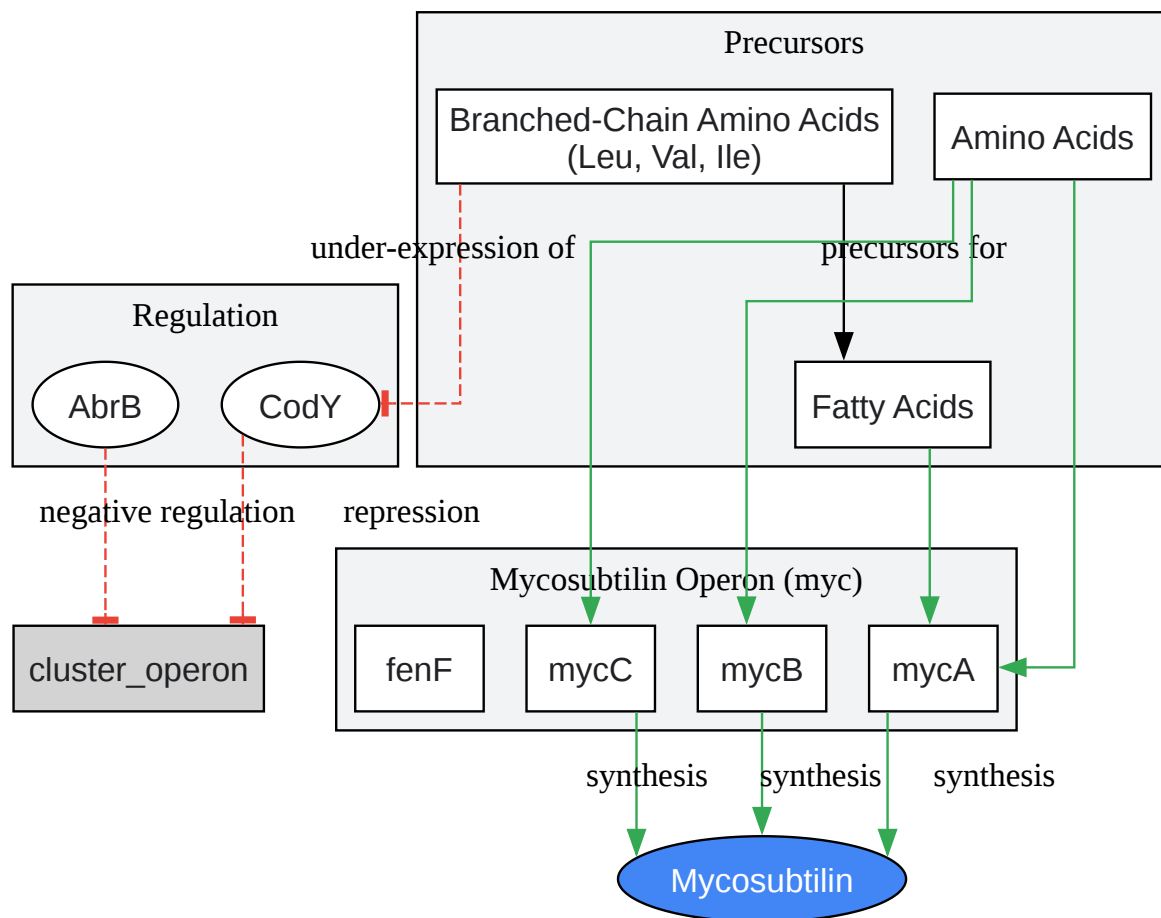 Precursors
Branched-Chain Amino Acids
(Leu, Val, Ile)
Amino Acids
under-expression of
precursors for
Regulation
AbrB
CodY
Fatty Acids
negative regulation
repression
Mycosubtilin Operon (myc)
cluster_operon
fenF
mycC
mycB
mycA
synthesis
synthesis
synthesis
Mycosubtilin